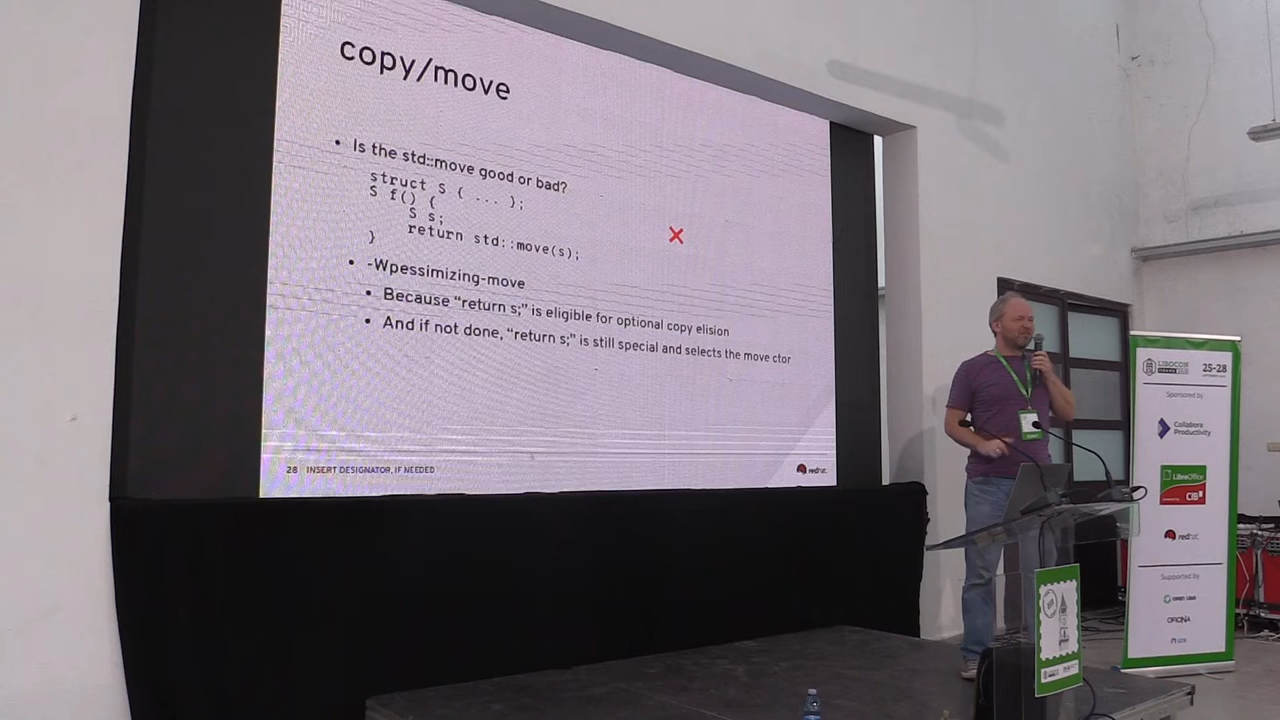 copy/move
• Is the std::move good or bad?
struct S { ... };
S f() {
S s;
return std::move(s);
}
• -Wpessimizing-move
• Because “return s;” is eligible for optional copy elision
• And if not done, “return s;” is still special and selects the move ctor
28 INSERT DESIGNATOR, IF NEEDED
redhat.
LIBOCON
25-28
Sponsored by
Collabora
Productivity
LibreOffice
CIB
redhat.
Supported by
OFICINA